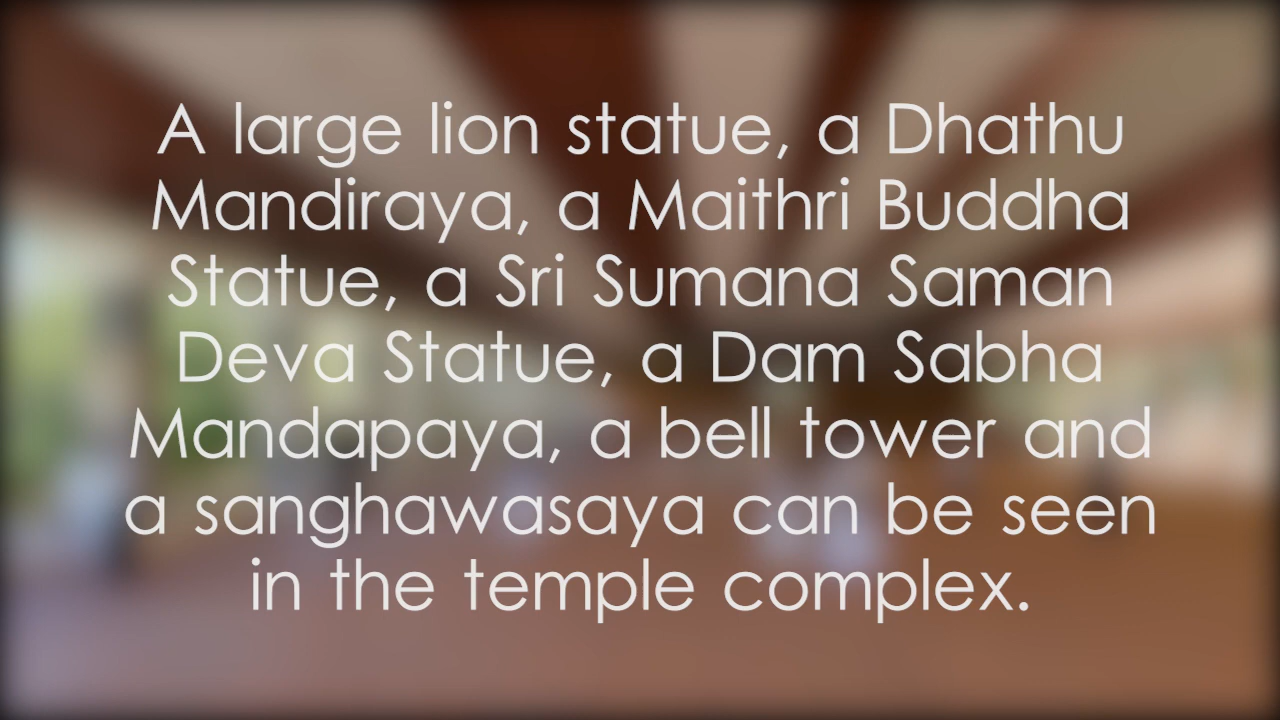 A large lion statue, a Dhathu
Mandiraya, a Maithri Buddha
Statue, a Sri Sumana Saman
Deva Statue, a Dam Sabha
Mandapaya, a bell tower and
a sanghawasaya can be seen
in the temple complex.